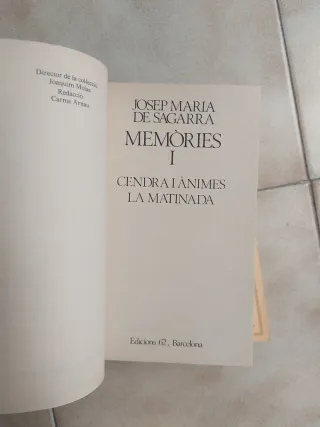 Director de la col·lecció:
Joaquim Molas
Redacció:
Carme Arnau
JOSEP MARIA
DE SAGARRA
MEMÒRIES
I
CENDRA I ÀNIMES
LA MATINADA
Edicions 62, Barcelona